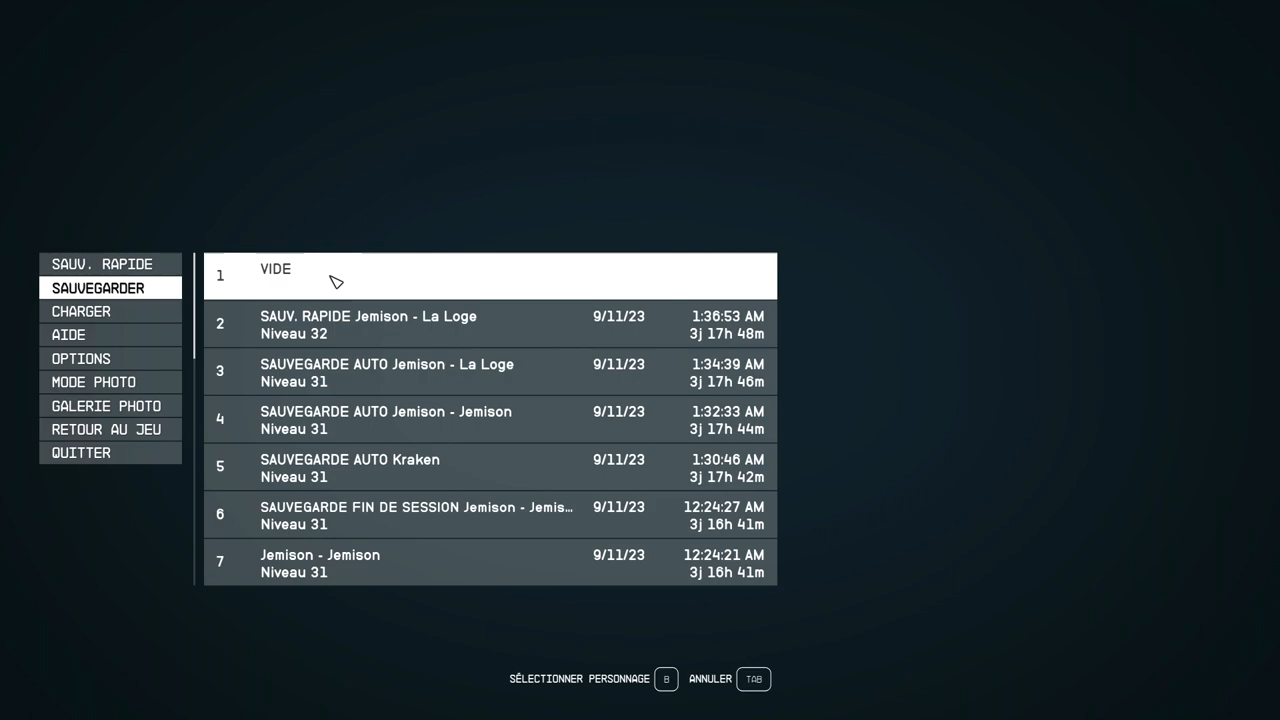 SAUV. RAPIDE
SAUVEGARDER
CHARGER
AIDE
OPTIONS
MODE PHOTO
GALERIE PHOTO
RETOUR AU JEU
QUITTER
1 VIDE
2 SAUV. RAPIDE Jemison - La Loge 9/11/23 1:36:53 AM
Niveau 32 3j 17h 48m
3 SAUVEGARDE AUTO Jemison - La Loge 9/11/23 1:34:39 AM
Niveau 31 3j 17h 46m
4 SAUVEGARDE AUTO Jemison - Jemison 9/11/23 1:32:33 AM
Niveau 31 3j 17h 44m
5 SAUVEGARDE AUTO Kraken 9/11/23 1:30:46 AM
Niveau 31 3j 17h 42m
6 SAUVEGARDE FIN DE SESSION Jemison - Jemis... 9/11/23 12:24:27 AM
Niveau 31 3j 16h 41m
7 Jemison - Jemison 9/11/23 12:24:21 AM
Niveau 31 3j 16h 41m
SÉLECTIONNER PERSONNAGE B ANNULER TAB